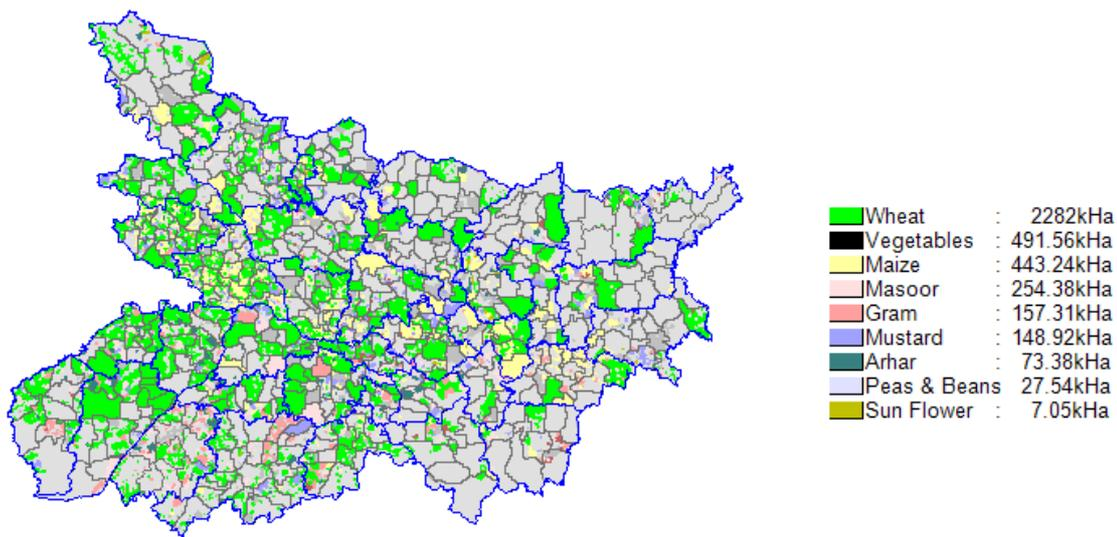 Wheat : 2282kHa
Vegetables : 491.56kHa
Maize : 443.24kHa
Masoor : 254.38kHa
Gram : 157.31kHa
Mustard : 148.92kHa
Arhar : 73.38kHa
Peas & Beans 27.54kHa
Sun Flower : 7.05kHa